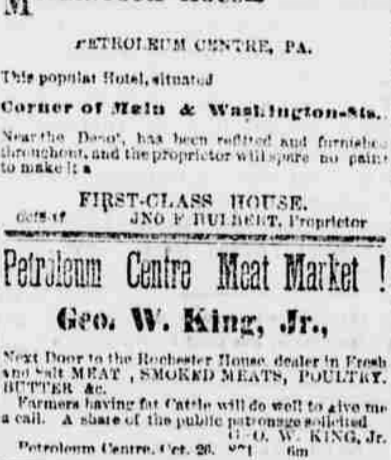 PETROLEUM CENTRE, PA.
This popular Hotel, situated
Corner of Main & Washington-Sts.
Near the Depot, has been refitted and furnished
throughout, and the proprietor will spare no pains
to make it a
FIRST-CLASS HOUSE.
JNO F HULBERT, Proprietor
Petroleum Centre Meat Market !
Geo. W. King, Jr.,
Next Door to the Rochester House, dealer in Fresh
and Salt MEAT , SMOKED MEATS, POULTRY.
BUTTER &c.
Farmers having fat Cattle will do well to give me
a call. A share of the public patronage solicited
GEO. W. KING, Jr.
Petroleum Centre, Oct. 26. 6m